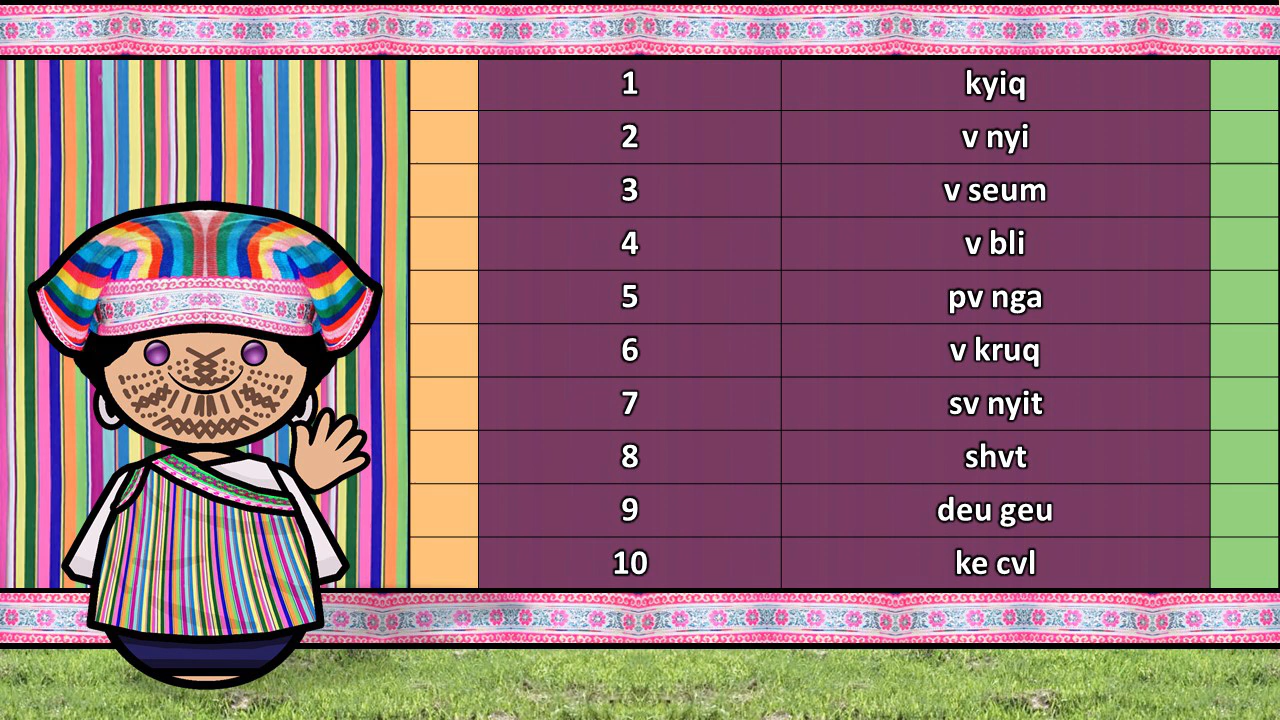 1 kyiq
2 v nyi
3 v seum
4 v bli
5 pv nga
6 v kruq
7 sv nyit
8 shvt
9 deu geu
10 ke cvl